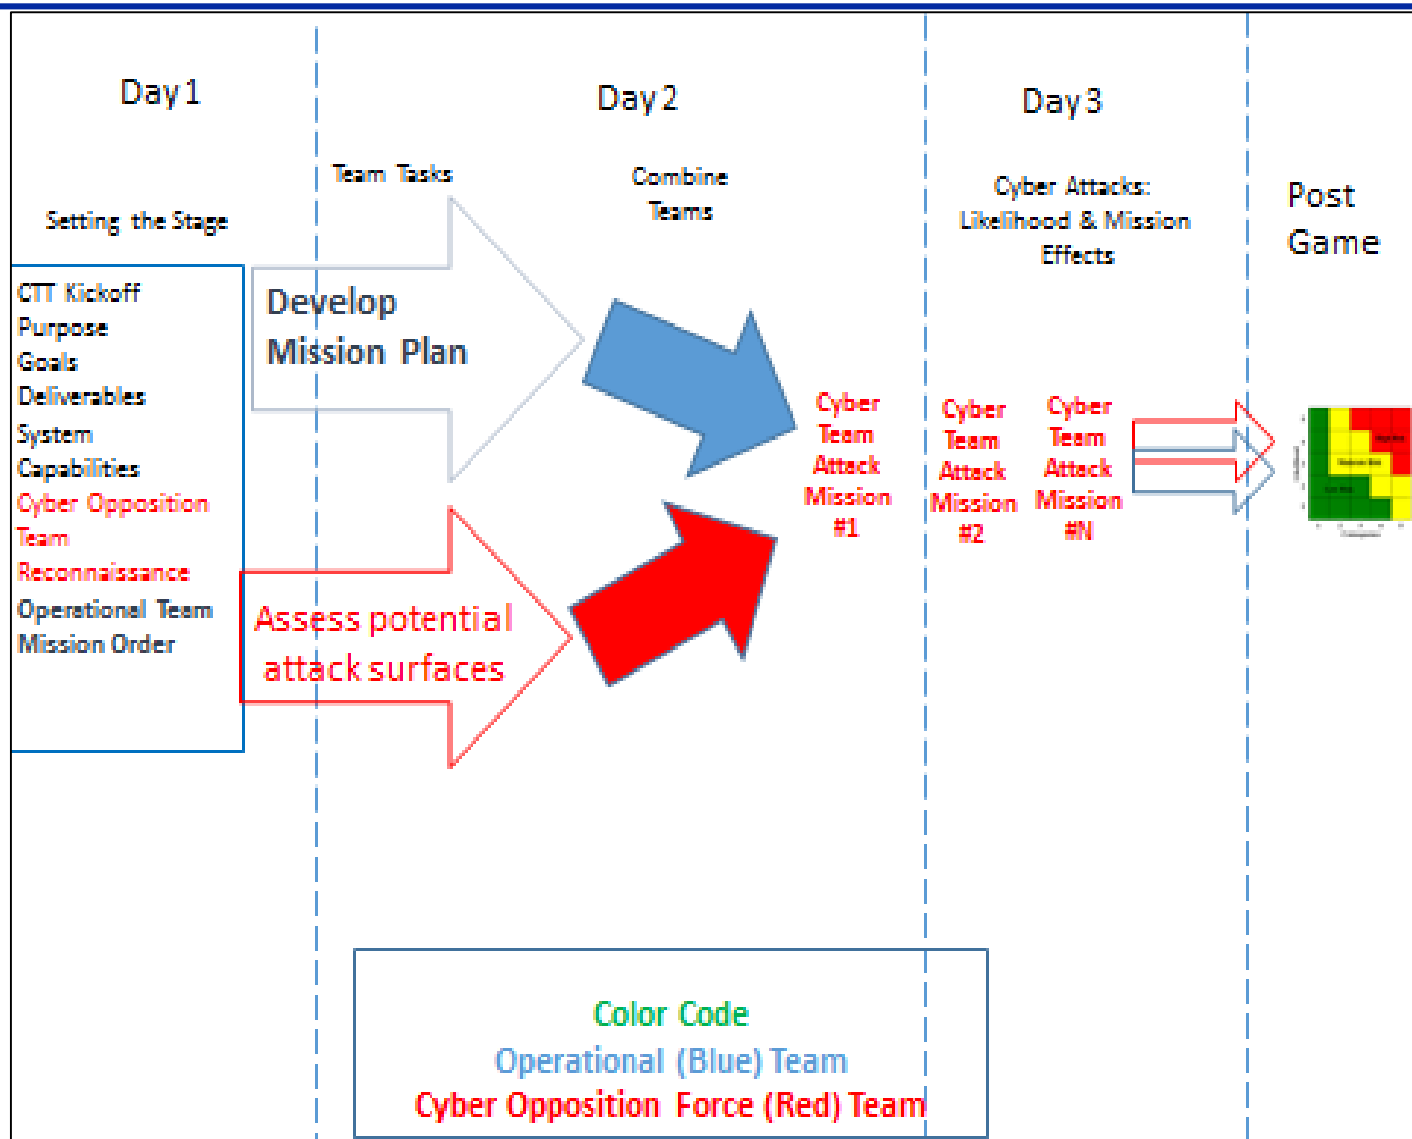 Day 1
Setting the Stage
CTT Kickoff
Purpose
Goals
Deliverables
System
Capabilities
Cyber Opposition
Team
Reconnaissance
Operational Team
Mission Order
Day 2
Team Tasks
Combine
Teams
Develop
Mission Plan
Assess potential
attack surfaces
Cyber
Team
Attack
Mission
#1
Day 3
Cyber Attacks:
Likelihood & Mission
Effects
Cyber
Team
Attack
Mission
#2
Cyber
Team
Attack
Mission
#N
Post
Game
Color Code
Operational (Blue) Team
Cyber Opposition Force (Red) Team